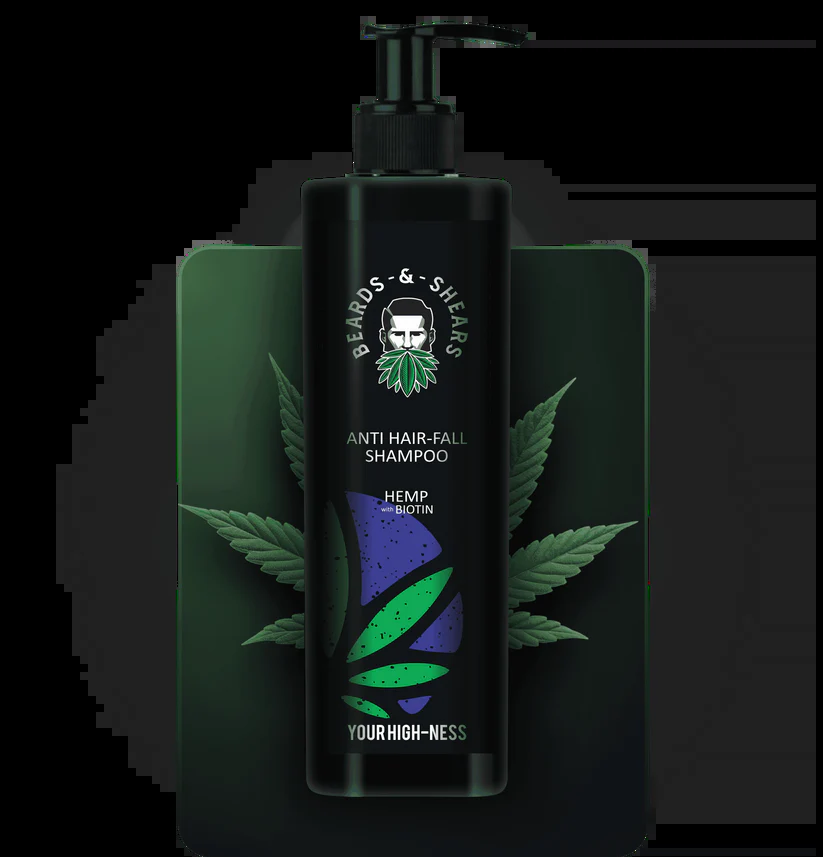 BEARDS-&-SHEARS
ANTI HAIR-FALL
SHAMPOO
HEMP
with BIOTIN
YOUR HIGH-NESS